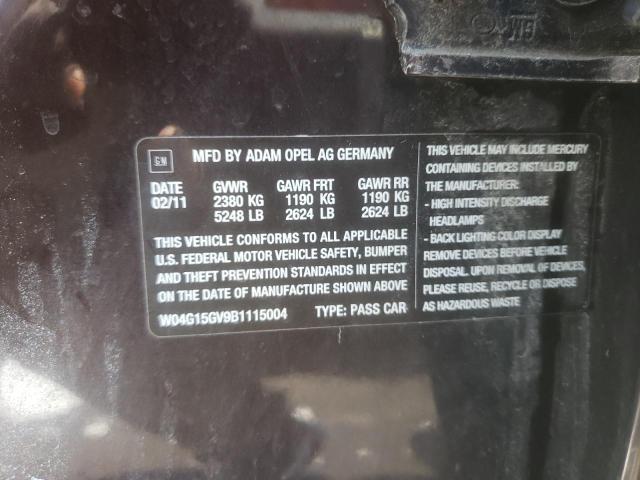 GM
MFD BY ADAM OPEL AG GERMANY
DATE GVWR GAWR FRT GAWR RR
02/11 2380 KG 1190 KG 1190 KG
5248 LB 2624 LB 2624 LB
THIS VEHICLE CONFORMS TO ALL APPLICABLE
U.S. FEDERAL MOTOR VEHICLE SAFETY, BUMPER
AND THEFT PREVENTION STANDARDS IN EFFECT
ON THE DATE OF MANUFACTURE SHOWN ABOVE
W04G15GV9B1115004 TYPE: PASS CAR
THIS VEHICLE MAY INCLUDE MERCURY
CONTAINING DEVICES INSTALLED BY
THE MANUFACTURER:
- HIGH INTENSITY DISCHARGE
HEADLAMPS
- BACK LIGHTING COLOR DISPLAY
REMOVE DEVICES BEFORE VEHICLE
DISPOSAL. UPON REMOVAL OF DEVICES,
PLEASE REUSE, RECYCLE OR DISPOSE
AS HAZARDOUS WASTE